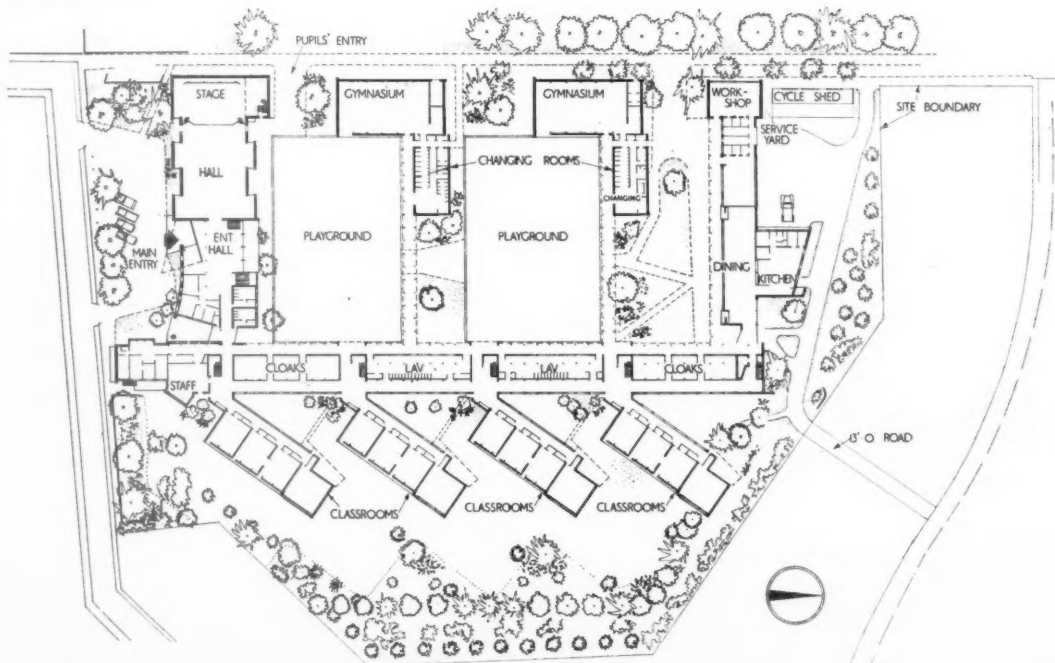 PUPILS' ENTRY
STAGE
GYMNASIUM
GYMNASIUM
WORK-
SHOP
CYCLE SHED
SITE BOUNDARY
SERVICE
YARD
HALL
CHANGING ROOMS
CHANGING
MAIN
ENTRY
ENT.
HALL
PLAYGROUND
PLAYGROUND
DINING
KITCHEN
STAFF
CLOAKS
LAV
LAV
CLOAKS
13' O ROAD
CLASSROOMS
CLASSROOMS
CLASSROOMS